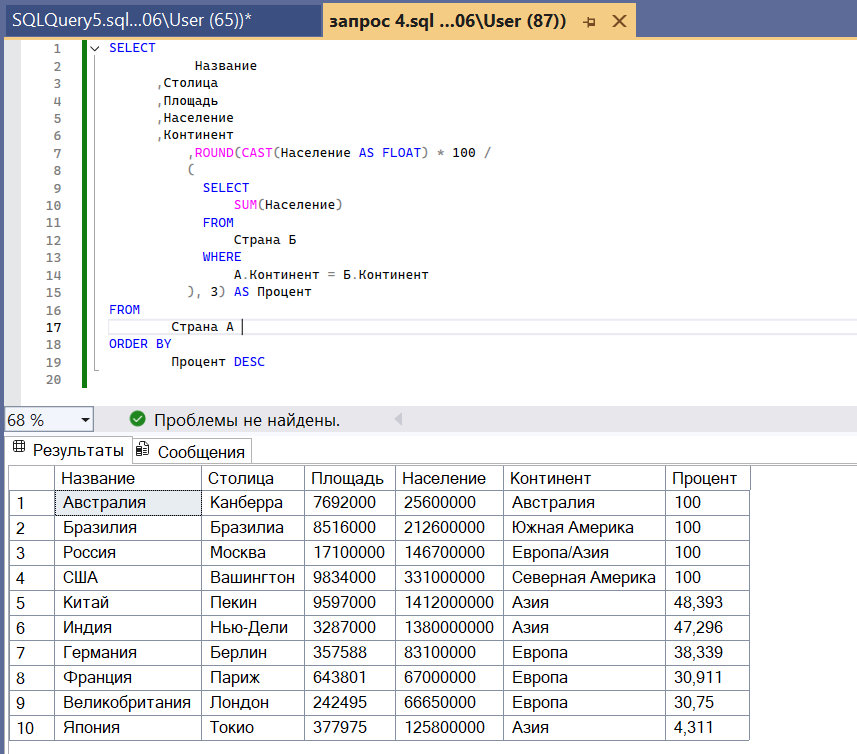 SQLQuery5.sql...06\User (65))*
запрос 4.sql ...06\User (87))
1 SELECT
2 Название
3 ,Столица
4 ,Площадь
5 ,Население
6 ,Континент
7 ,ROUND(CAST(Население AS FLOAT) * 100 /
8 (
9 SELECT
10 SUM(Население)
11 FROM
12 Страна Б
13 WHERE
14 А.Континент = Б.Континент
15 ), 3) AS Процент
16 FROM
17 Страна А
18 ORDER BY
19 Процент DESC
20
68 % Проблемы не найдены.
Результаты Сообщения
Название Столица Площадь Население Континент Процент
1 Австралия Канберра 7692000 25600000 Австралия 100
2 Бразилия Бразилиа 8516000 212600000 Южная Америка 100
3 Россия Москва 17100000 146700000 Европа/Азия 100
4 США Вашингтон 9834000 331000000 Северная Америка 100
5 Китай Пекин 9597000 1412000000 Азия 48,393
6 Индия Нью-Дели 3287000 1380000000 Азия 47,296
7 Германия Берлин 357588 83100000 Европа 38,339
8 Франция Париж 643801 67000000 Европа 30,911
9 Великобритания Лондон 242495 66650000 Европа 30,75
10 Япония Токио 377975 125800000 Азия 4,311